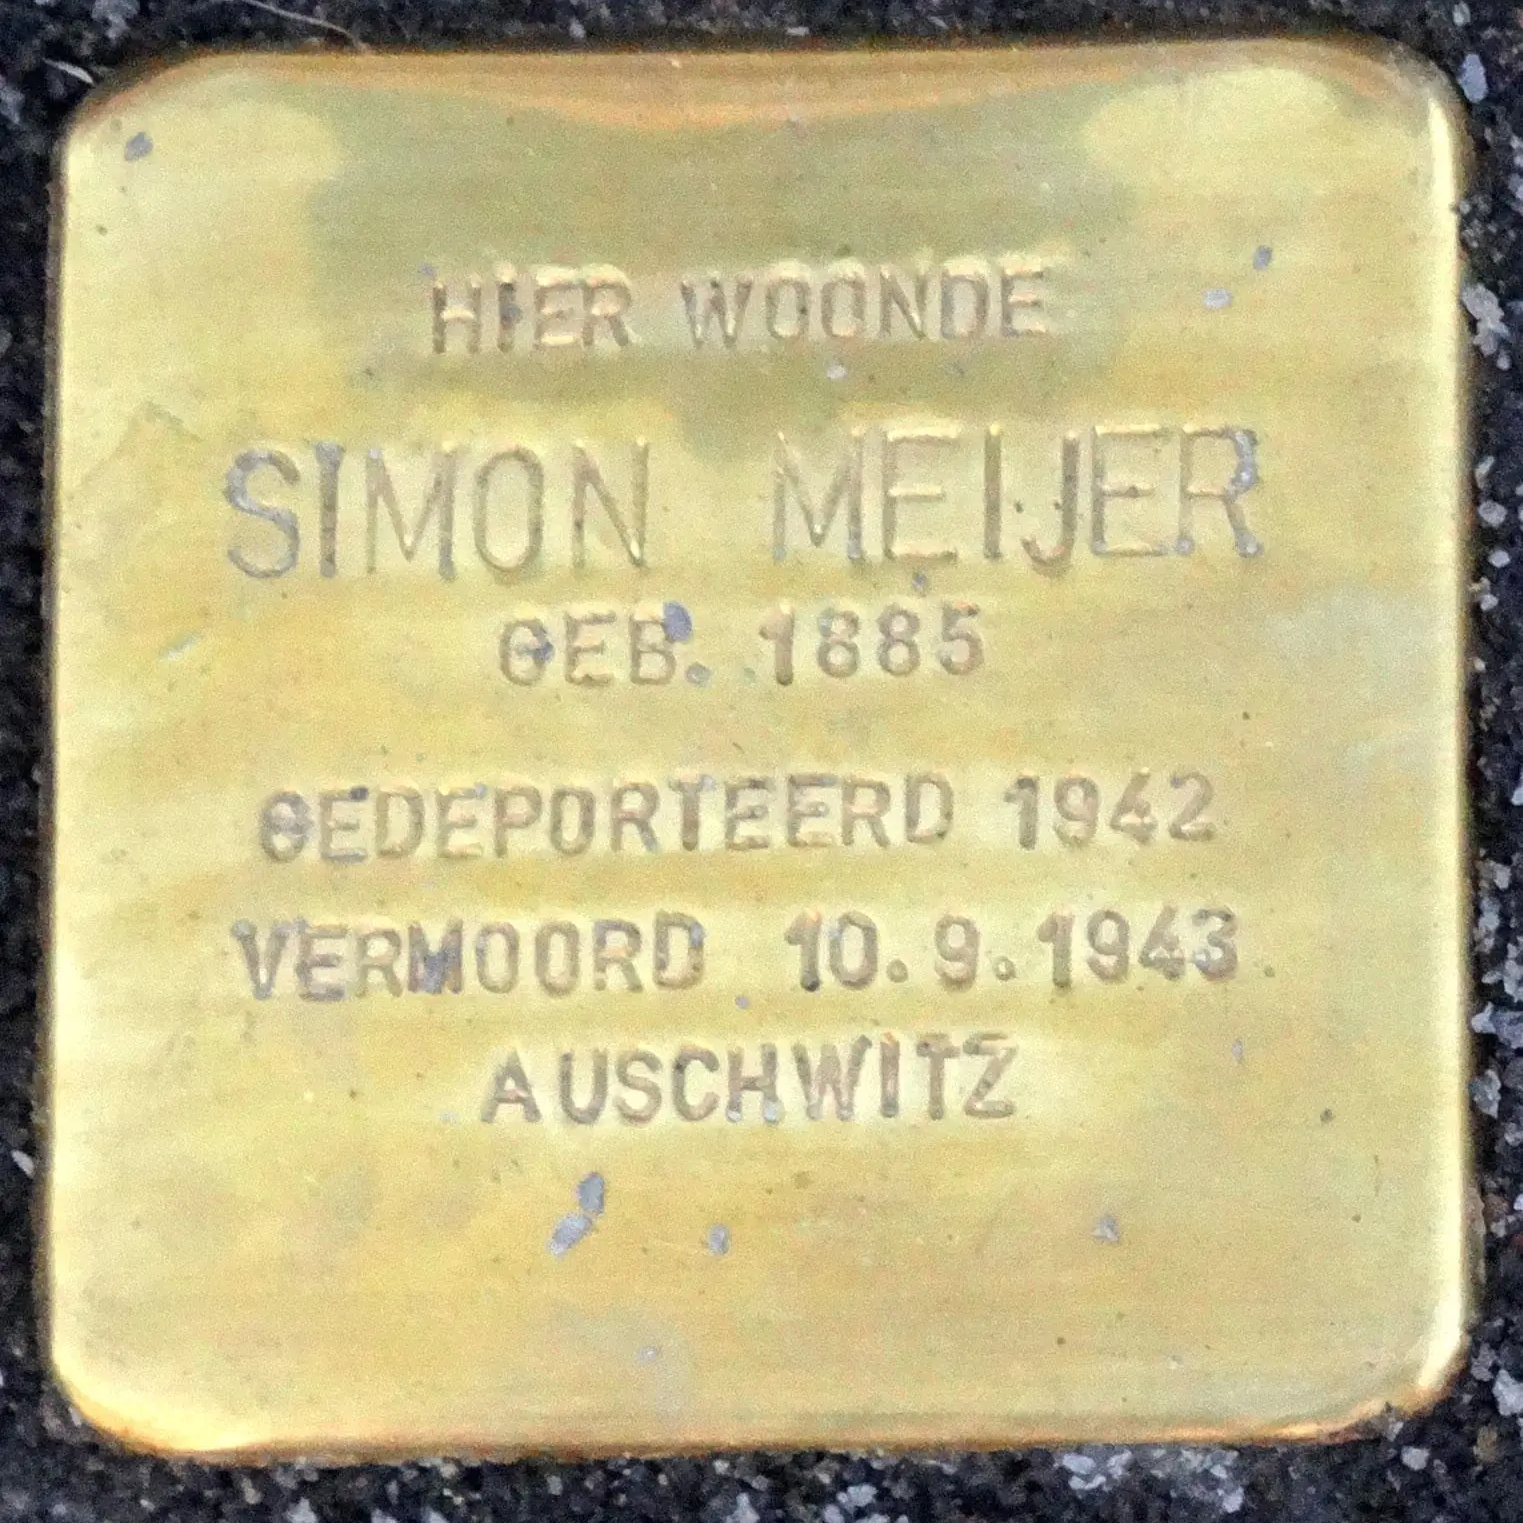 HIER WOONDE
SIMON MEIJER
GEB. 1885
GEDEPORTEERD 1942
VERMOORD 10.9.1943
AUSCHWITZ